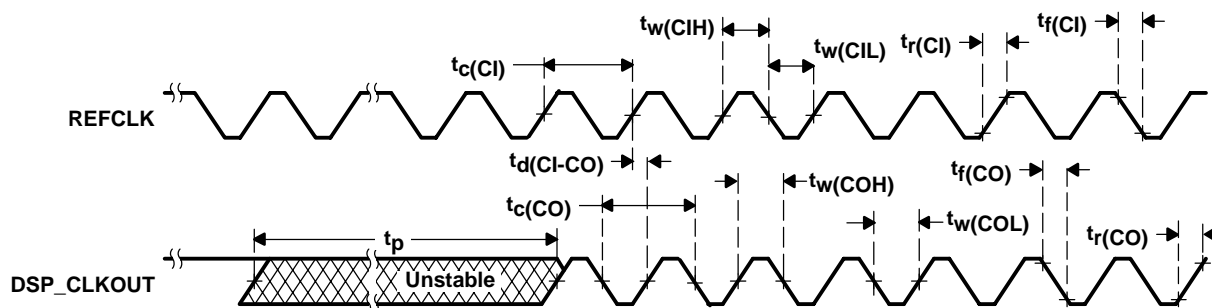 tw(CIH)
tf(CI)
tr(CI)
tw(CIL)
tc(CI)
REFCLK
td(CI-CO)
tw(COH)
tf(CO)
tc(CO)
tw(COL)
tr(CO)
tp
DSP_CLKOUT
Unstable